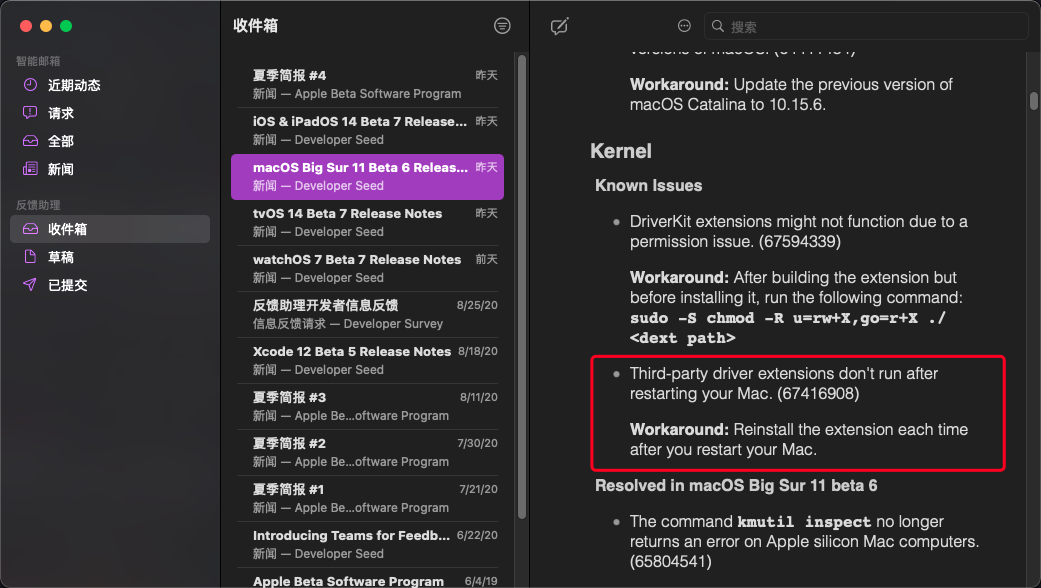 智能邮箱
近期动态
请求
全部
新闻
反馈助理
收件箱
草稿
已提交
收件箱
夏季简报 #4 昨天
新闻 — Apple Beta Software Program
iOS & iPadOS 14 Beta 7 Release... 昨天
新闻 — Developer Seed
macOS Big Sur 11 Beta 6 Releas... 昨天
新闻 — Developer Seed
tvOS 14 Beta 7 Release Notes 昨天
新闻 — Developer Seed
watchOS 7 Beta 7 Release Notes 前天
新闻 — Developer Seed
反馈助理开发者信息反馈 8/25/20
信息反馈请求 — Developer Survey
Xcode 12 Beta 5 Release Notes 8/18/20
新闻 — Developer Seed
夏季简报 #3 8/11/20
新闻 — Apple Be...oftware Program
夏季简报 #2 7/30/20
新闻 — Apple Be...oftware Program
夏季简报 #1 7/21/20
新闻 — Apple Be...oftware Program
Introducing Teams for Feedb... 6/22/20
新闻 — Developer Seed
Apple Beta Software Program 6/4/19
搜索
versions of macOS.
Workaround: Update the previous version of
macOS Catalina to 10.15.6.
Kernel
Known Issues
DriverKit extensions might not function due to a
permission issue. (67594339)
Workaround: After building the extension but
before installing it, run the following command:
sudo -S chmod -R u=rw+X,go=r+X ./
<dext path>
Third-party driver extensions don’t run after
restarting your Mac. (67416908)
Workaround: Reinstall the extension each time
after you restart your Mac.
Resolved in macOS Big Sur 11 beta 6
The command kmutil inspect no longer
returns an error on Apple silicon Mac computers.
(65804541)